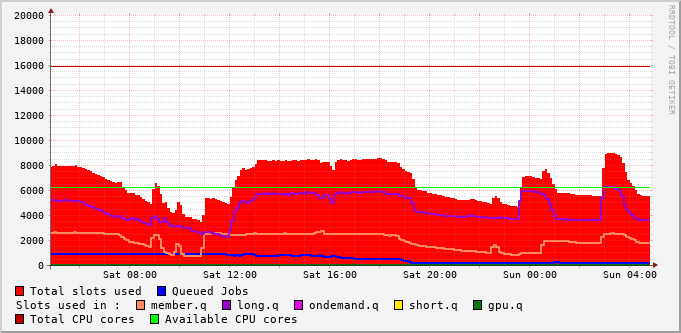 20000
18000
16000
14000
12000
10000
8000
6000
4000
2000
0
Sat 08:00 Sat 12:00 Sat 16:00 Sat 20:00 Sun 00:00 Sun 04:00
RRDTOOL / TOBI OETIKER
Total slots used Queued Jobs
Slots used in : member.q long.q ondemand.q short.q gpu.q
Total CPU cores Available CPU cores